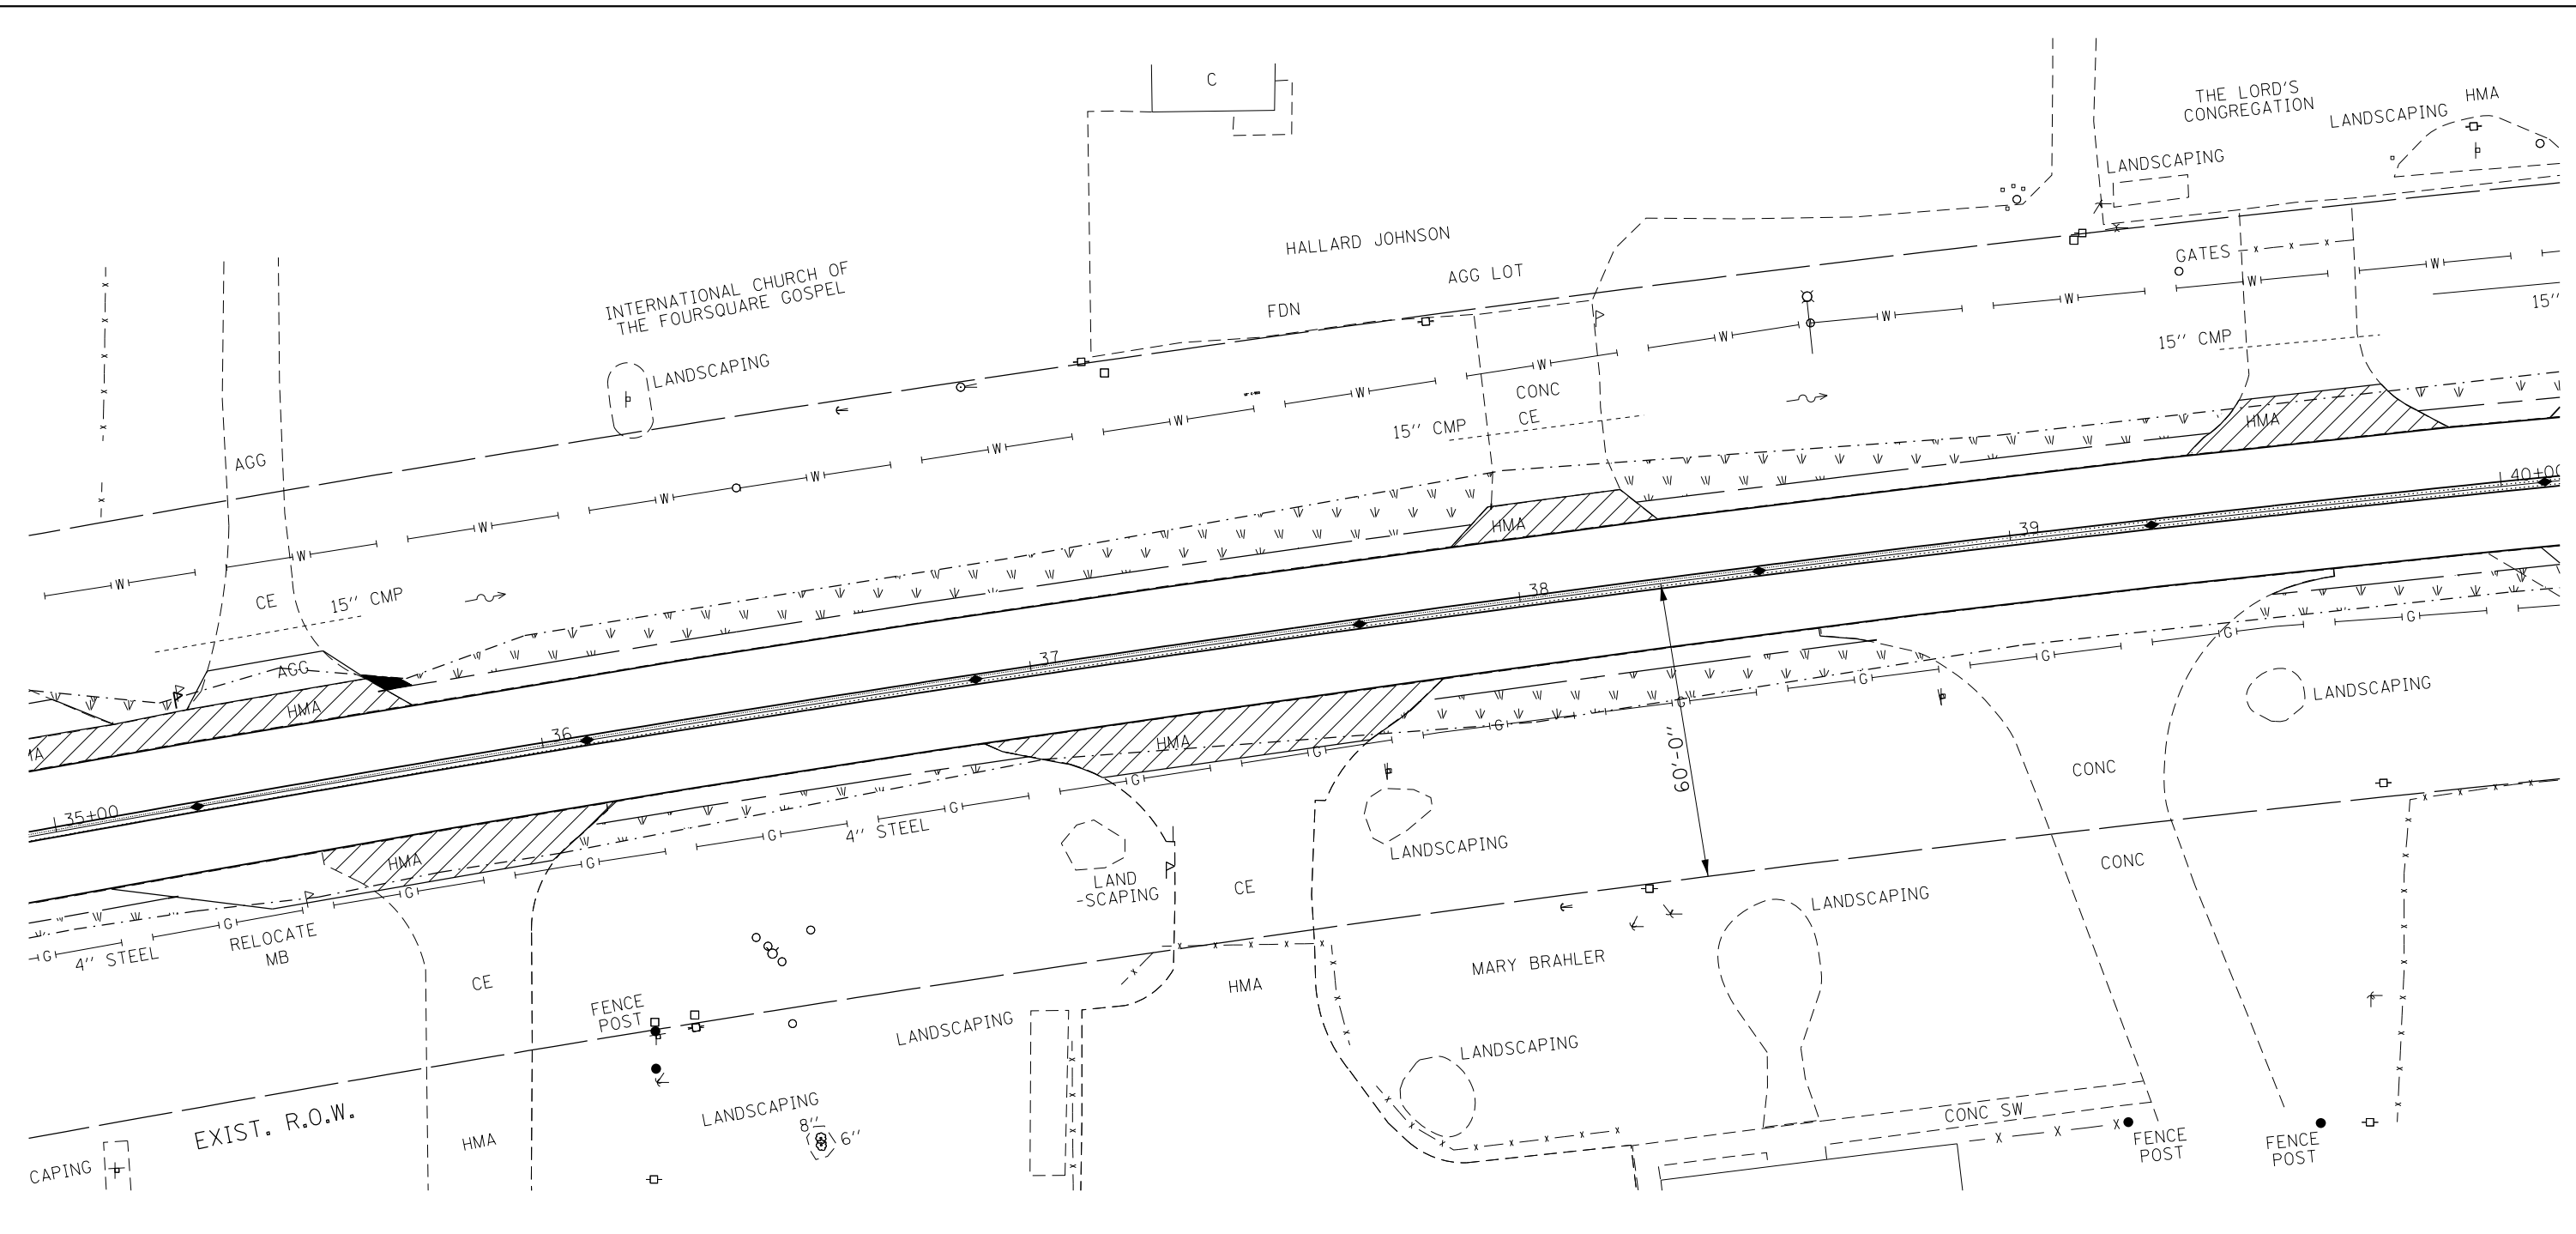 C
THE LORD'S
CONGREGATION
LANDSCAPING
HMA
LANDSCAPING
HALLARD JOHNSON
AGG LOT
FDN
GATES
INTERNATIONAL CHURCH OF
THE FOURSQUARE GOSPEL
LANDSCAPING
15''
15'' CMP
W
W
W
W
W
W
W
W
W
W
W
W
W
CONC
CE
15'' CMP
HMA
AGG
CE
15'' CMP
AGG
HMA
HMA
35+00
36
37
38
39
40+00
HMA
HMA
G
G
G
G
G
G
G
G
G
G
G
G
G
G
4'' STEEL
4'' STEEL
RELOCATE
MB
60'-0''
LANDSCAPING
LANDSCAPING
LAND
-SCAPING
CE
CONC
CONC
LANDSCAPING
MARY BRAHLER
HMA
CE
FENCE
POST
LANDSCAPING
LANDSCAPING
LANDSCAPING
8''
6''
EXIST. R.O.W.
HMA
CAPING
CONC SW
FENCE
POST
FENCE
POST